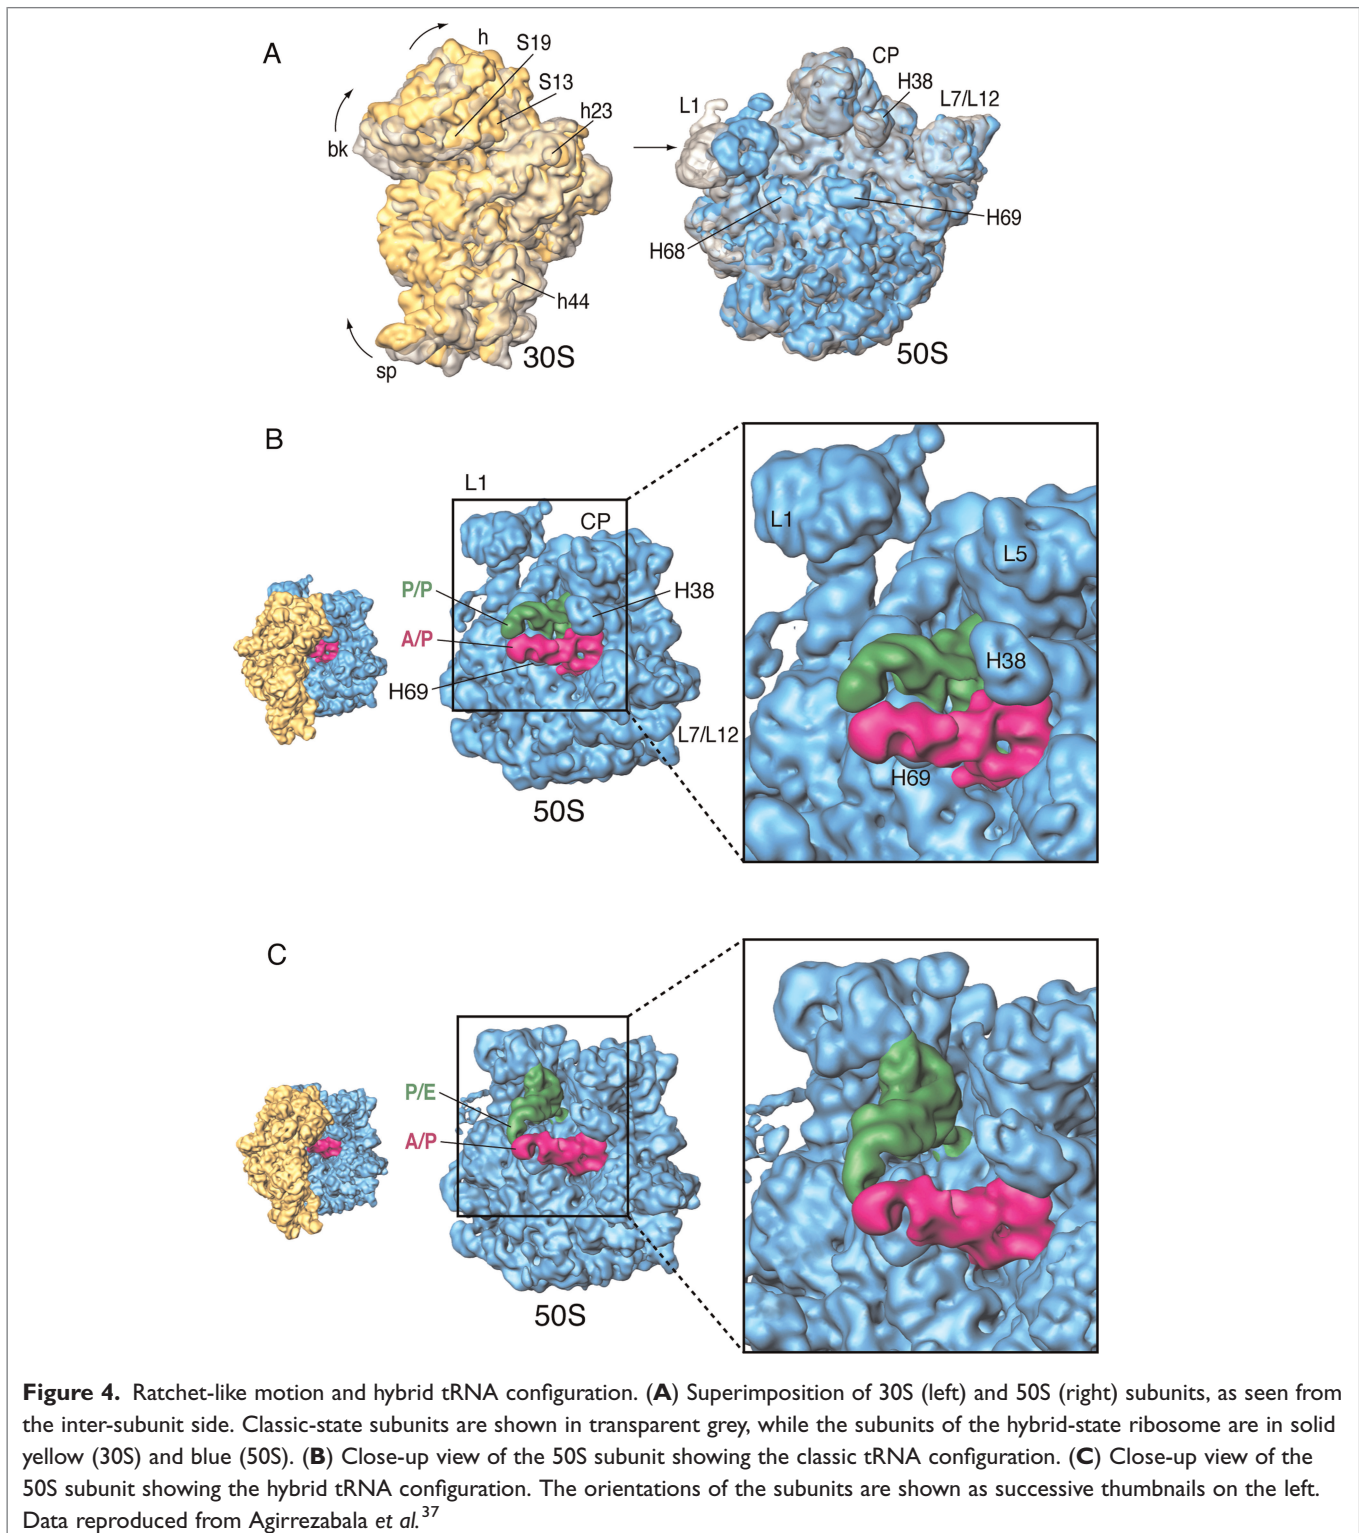 A
h
S19
S13
h23
bk
h44
sp
30S
CP
H38
L7/L12
L1
H69
H68
50S
B
L1
CP
P/P
H38
A/P
H69
L7/L12
50S
L1
L5
H38
H69
C
P/E
A/P
50S
Figure 4. Ratchet-like motion and hybrid tRNA configuration. (A) Superimposition of 30S (left) and 50S (right) subunits, as seen from
the inter-subunit side. Classic-state subunits are shown in transparent grey, while the subunits of the hybrid-state ribosome are in solid
yellow (30S) and blue (50S). (B) Close-up view of the 50S subunit showing the classic tRNA configuration. (C) Close-up view of the
50S subunit showing the hybrid tRNA configuration. The orientations of the subunits are shown as successive thumbnails on the left.
Data reproduced from Agirrezabala et al.37